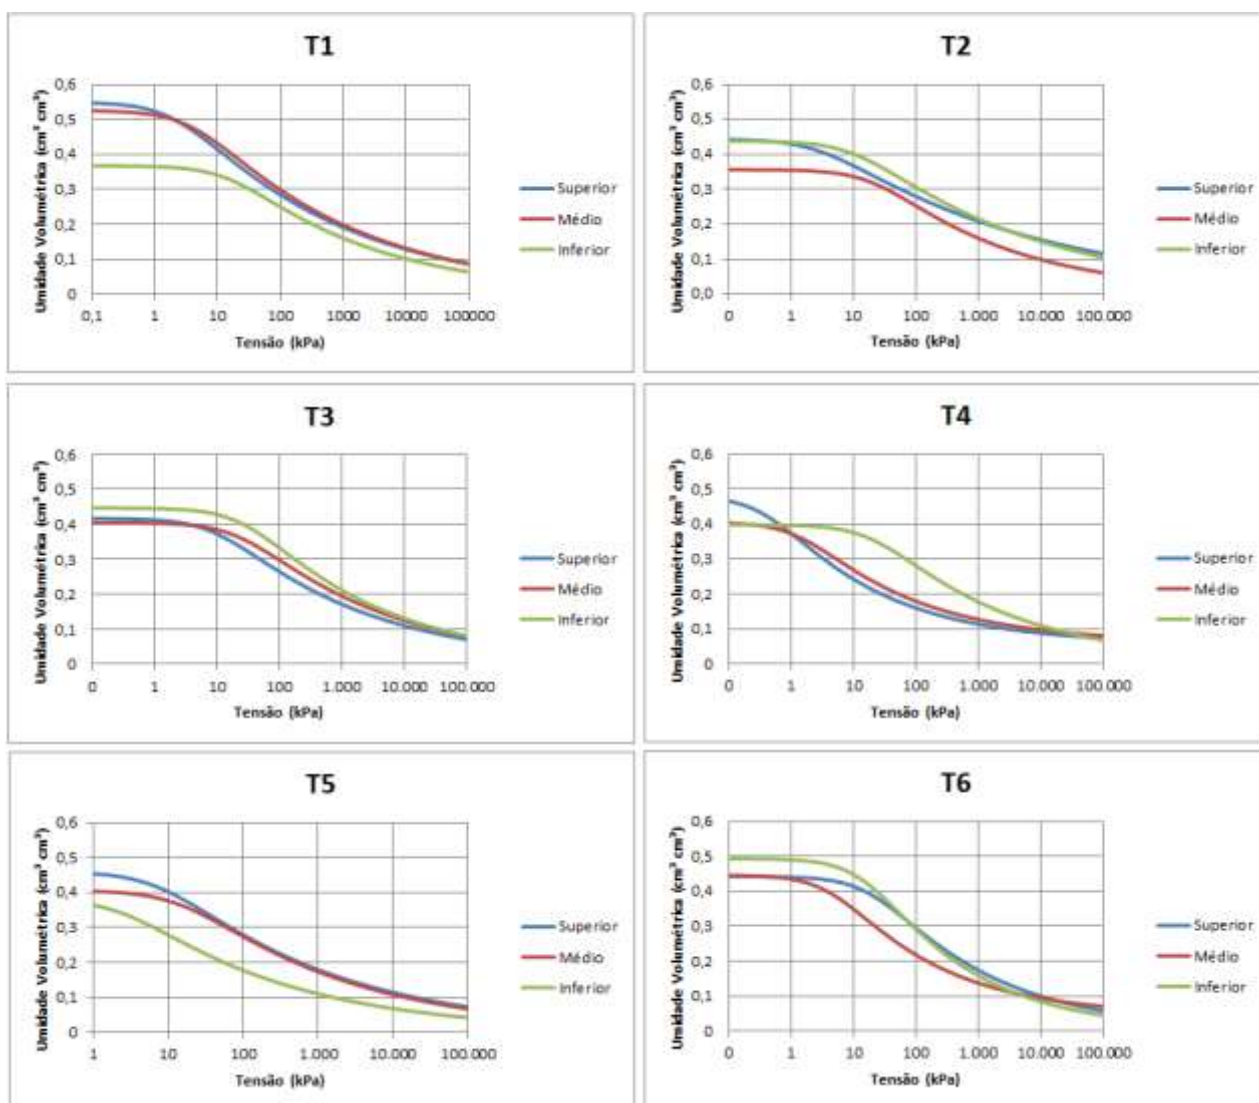 T1
Umidade Volumétrica (cm³ cm³)
0,6
0,5
0,4
0,3
0,2
0,1
0
0,1 1 10 100 1000 10000 100000
Tensão (kPa)
Superior
Médio
Inferior
T2
Umidade Volumétrica (cm³ cm³)
0,6
0,5
0,4
0,3
0,2
0,1
0,0
0 1 10 100 1.000 10.000 100.000
Tensão (kPa)
Superior
Médio
Inferior
T3
Umidade Volumétrica (cm³ cm³)
0,6
0,5
0,4
0,3
0,2
0,1
0
0 1 10 100 1.000 10.000 100.000
Tensão (kPa)
Superior
Médio
Inferior
T4
Umidade Volumétrica (cm³ cm³)
0,6
0,5
0,4
0,3
0,2
0,1
0
0 1 10 100 1.000 10.000 100.000
Tensão (kPa)
Superior
Médio
Inferior
T5
Umidade Volumétrica (cm³ cm³)
0,6
0,5
0,4
0,3
0,2
0,1
0
1 10 100 1.000 10.000 100.000
Tensão (kPa)
Superior
Médio
Inferior
T6
Umidade Volumétrica (cm³ cm³)
0,6
0,5
0,4
0,3
0,2
0,1
0
0 1 10 100 1.000 10.000 100.000
Tensão (kPa)
Superior
Médio
Inferior